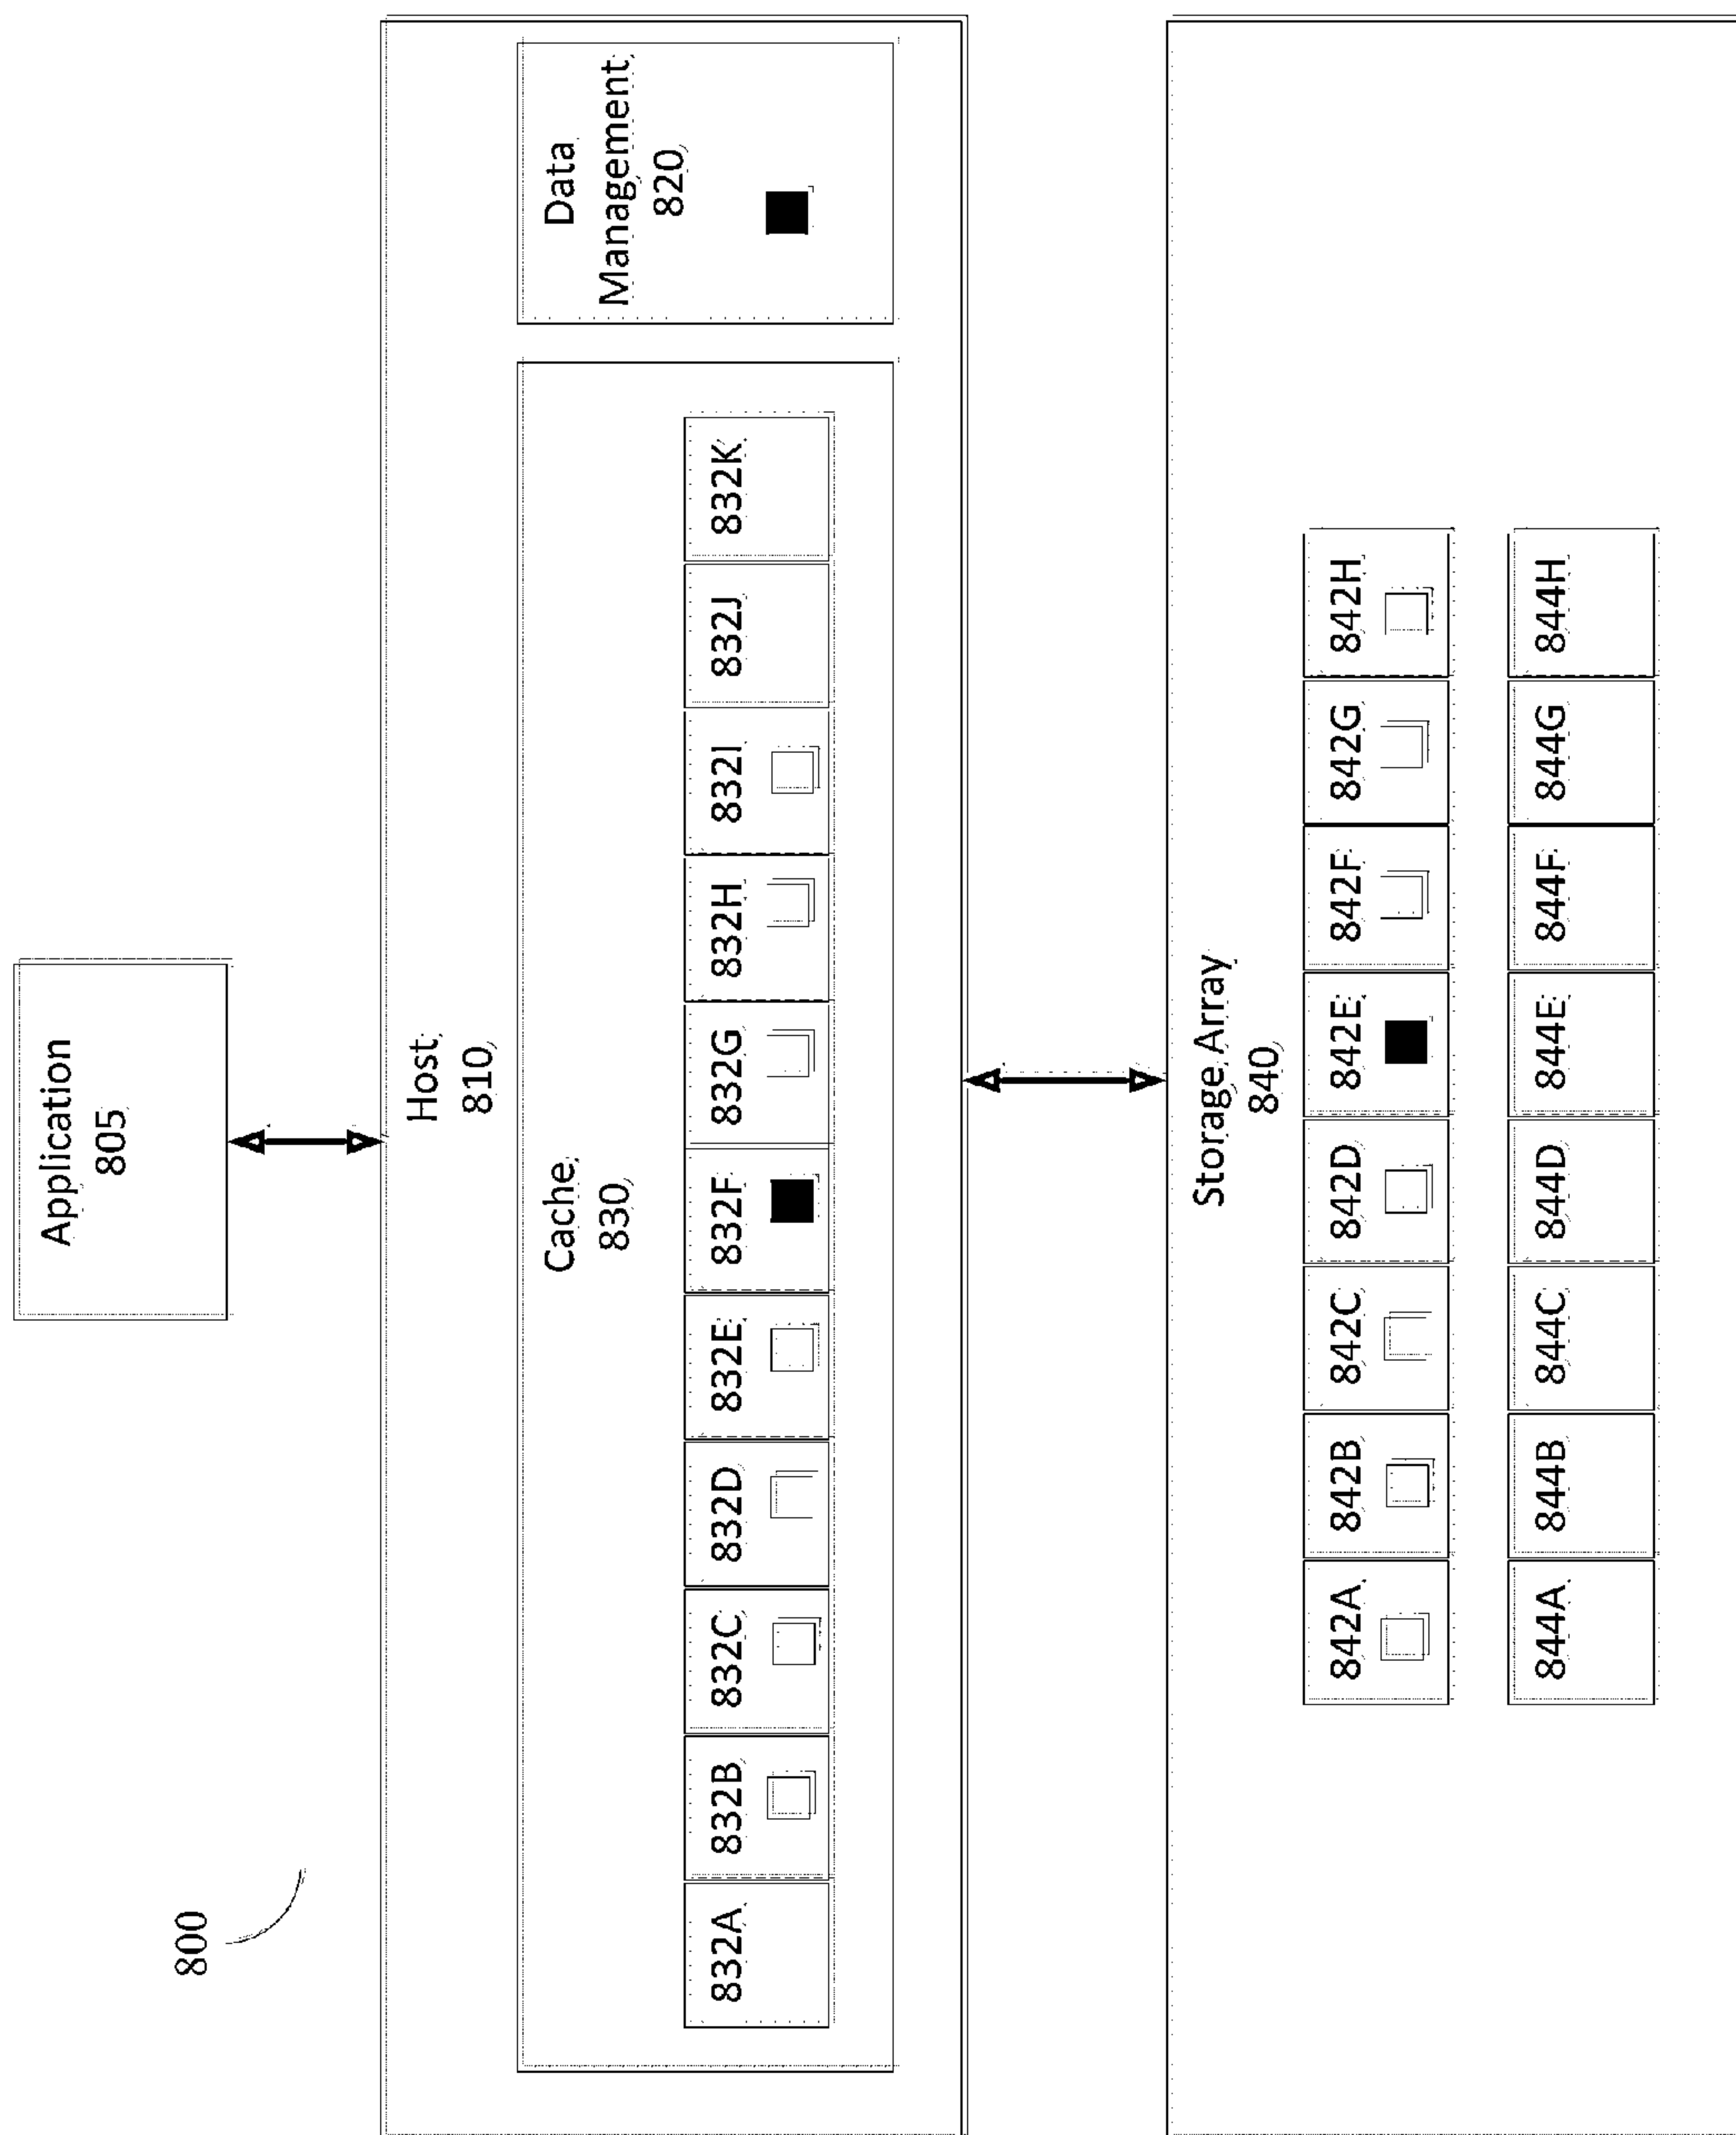 800
Application
805
Host
810
Cache
830
832A
832B
832C
832D
832E
832F
832G
832H
832I
832J
832K
Data
Management
820
Storage Array
840
842A
842B
842C
842D
842E
842F
842G
842H
844A
844B
844C
844D
844E
844F
844G
844H